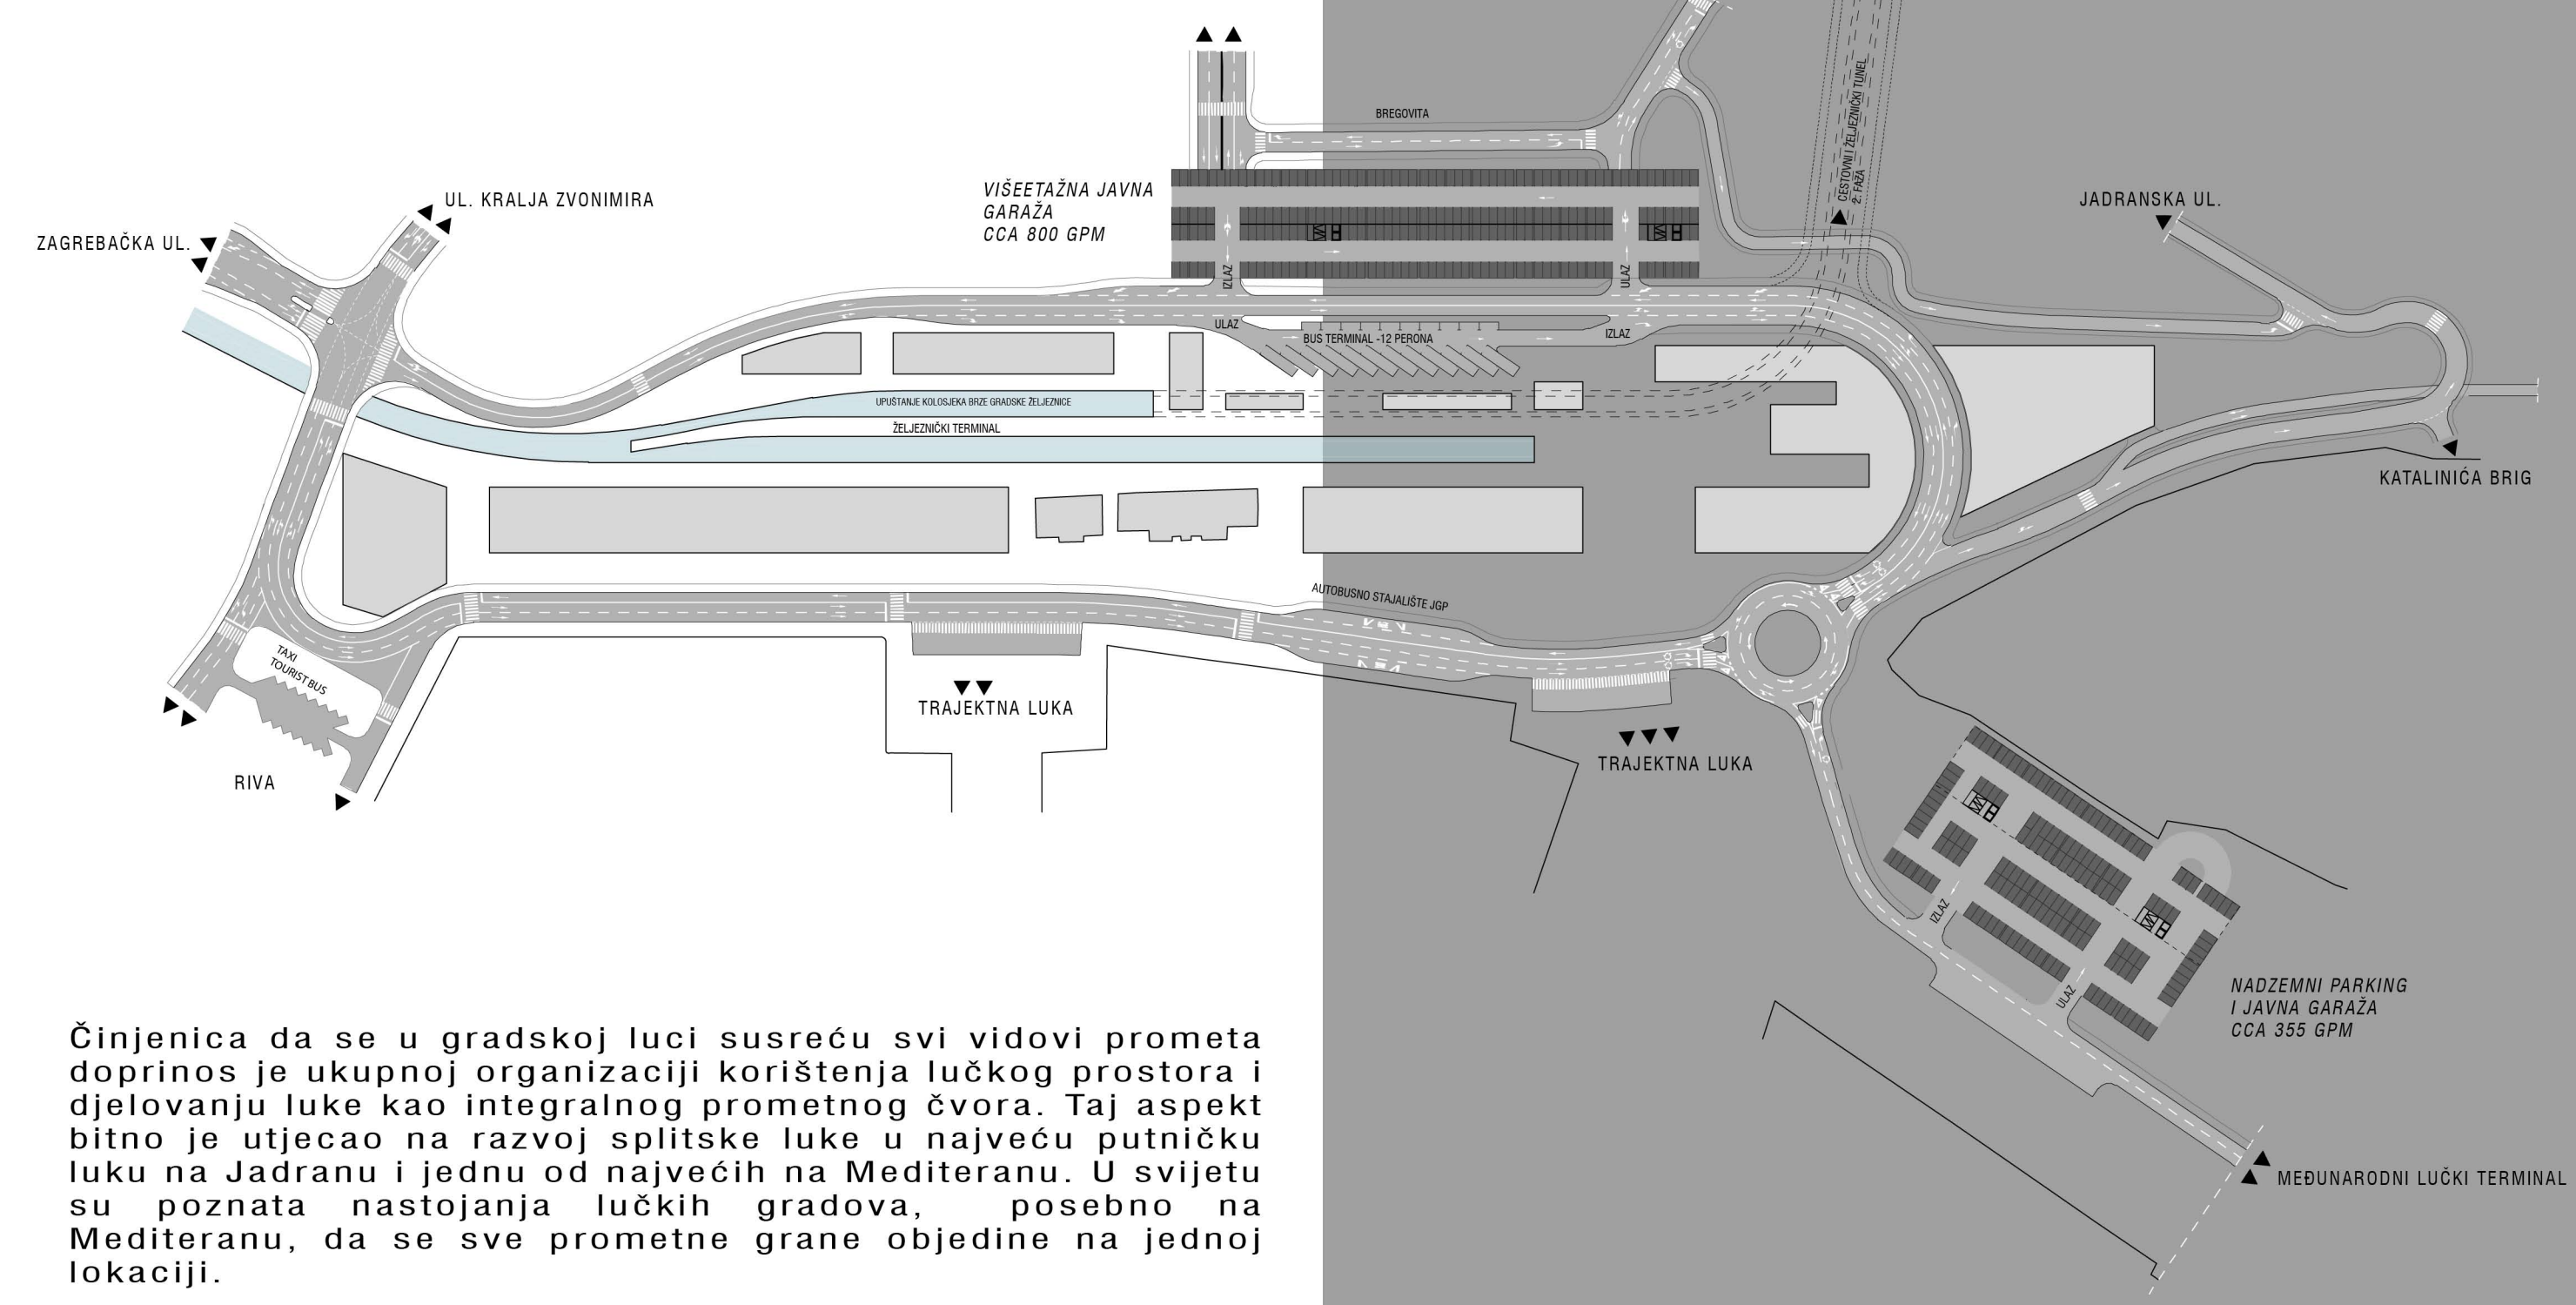 BREGOVITA
CESTOVNI I ŽELJEZNIČKI TUNEL
2. FAZA
VIŠEETAŽNA JAVNA
GARAŽA
CCA 800 GPM
UL. KRALJA ZVONIMIRA
JADRANSKA UL.
ZAGREBAČKA UL.
IZLAZ
ULAZ
ULAZ
BUS TERMINAL -12 PERONA
IZLAZ
UPUŠTANJE KOLOSJEKA BRZE GRADSKE ŽELJEZNICE
ŽELJEZNIČKI TERMINAL
KATALINIĆA BRIG
AUTOBUSNO STAJALIŠTE JGP
TAXI
TOURIST BUS
TRAJEKTNA LUKA
TRAJEKTNA LUKA
RIVA
IZLAZ
ULAZ
NADZEMNI PARKING
I JAVNA GARAŽA
CCA 355 GPM
MEĐUNARODNI LUČKI TERMINAL
Činjenica da se u gradskoj luci susreću svi vidovi prometa
doprinos je ukupnoj organizaciji korištenja lučkog prostora i
djelovanju luke kao integralnog prometnog čvora. Taj aspekt
bitno je utjecao na razvoj splitske luke u najveću putničku
luku na Jadranu i jednu od najvećih na Mediteranu. U svijetu
su poznata nastojanja lučkih gradova, posebno na
Mediteranu, da se sve prometne grane objedine na jednoj
lokaciji.